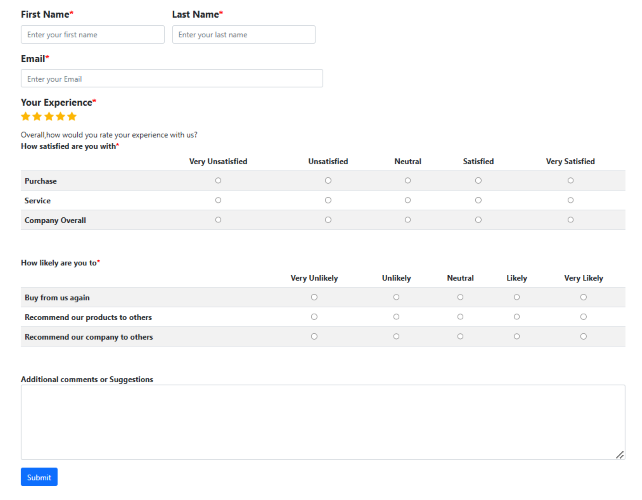 First Name* Last Name*
Enter your first name Enter your last name
Email*
Enter your Email
Your Experience*
Overall,how would you rate your experience with us?
How satisfied are you with*
Very Unsatisfied Unsatisfied Neutral Satisfied Very Satisfied
Purchase
Service
Company Overall
How likely are you to*
Very Unlikely Unlikely Neutral Likely Very Likely
Buy from us again
Recommend our products to others
Recommend our company to others
Additional comments or Suggestions
Submit